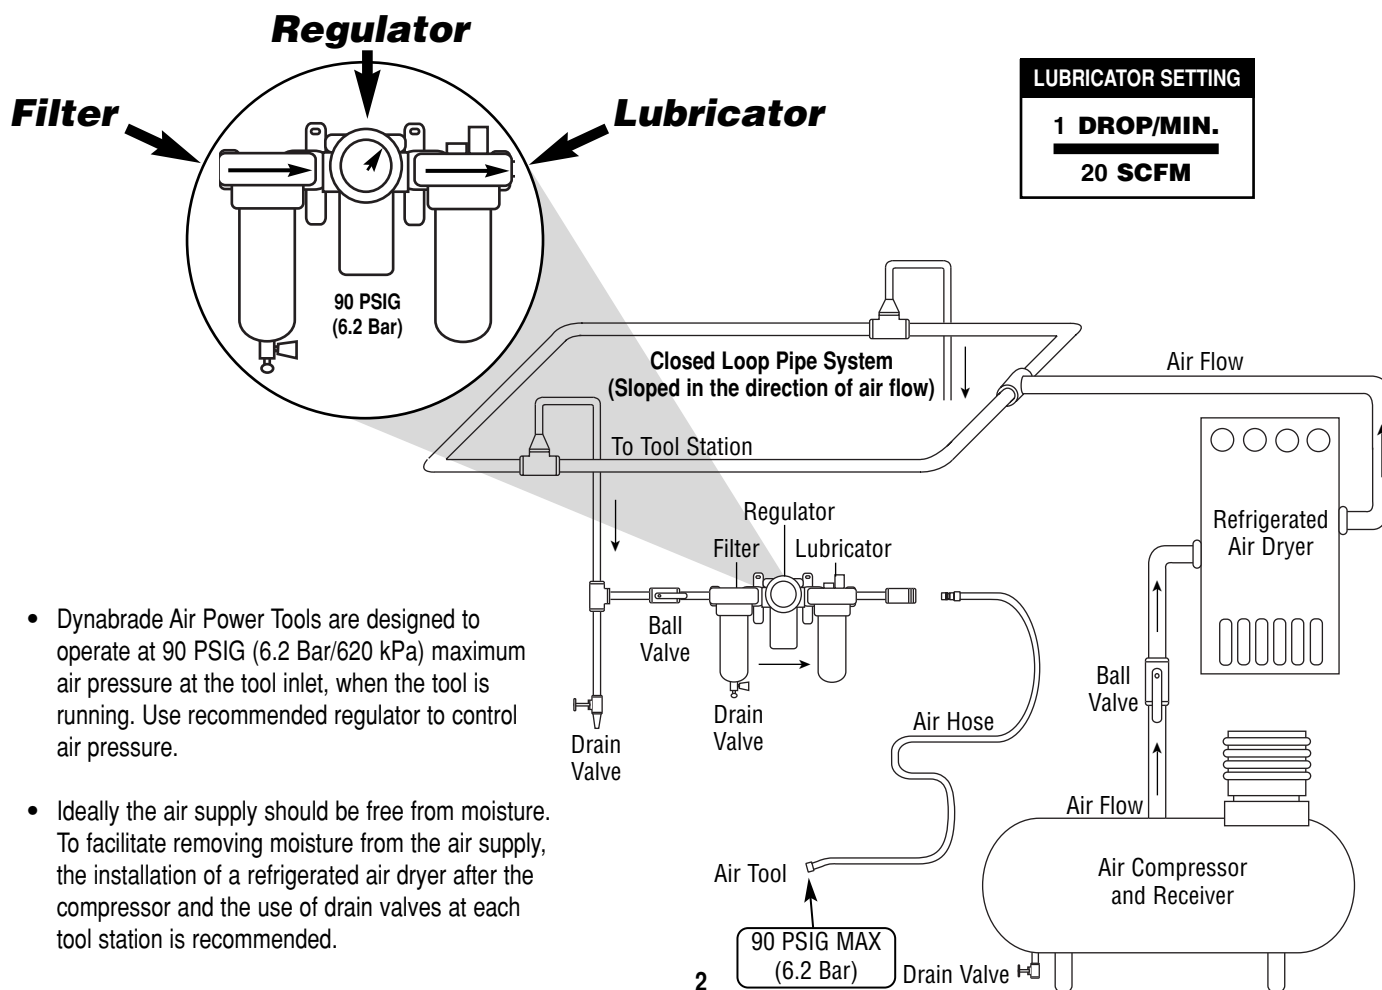 Regulator
Filter
Lubricator
LUBRICATOR SETTING
1 DROP/MIN.
20 SCFM
90 PSIG
(6.2 Bar)
Closed Loop Pipe System
(Sloped in the direction of air flow)
Air Flow
To Tool Station
Refrigerated
Air Dryer
Regulator
Filter
Lubricator
Ball
Valve
Drain
Valve
Drain
Valve
Air Hose
Ball
Valve
Air Flow
Air Compressor
and Receiver
Air Tool
90 PSIG MAX
(6.2 Bar)
Drain Valve
• Dynabrade Air Power Tools are designed to
operate at 90 PSIG (6.2 Bar/620 kPa) maximum
air pressure at the tool inlet, when the tool is
running. Use recommended regulator to control
air pressure.
• Ideally the air supply should be free from moisture.
To facilitate removing moisture from the air supply,
the installation of a refrigerated air dryer after the
compressor and the use of drain valves at each
tool station is recommended.
2